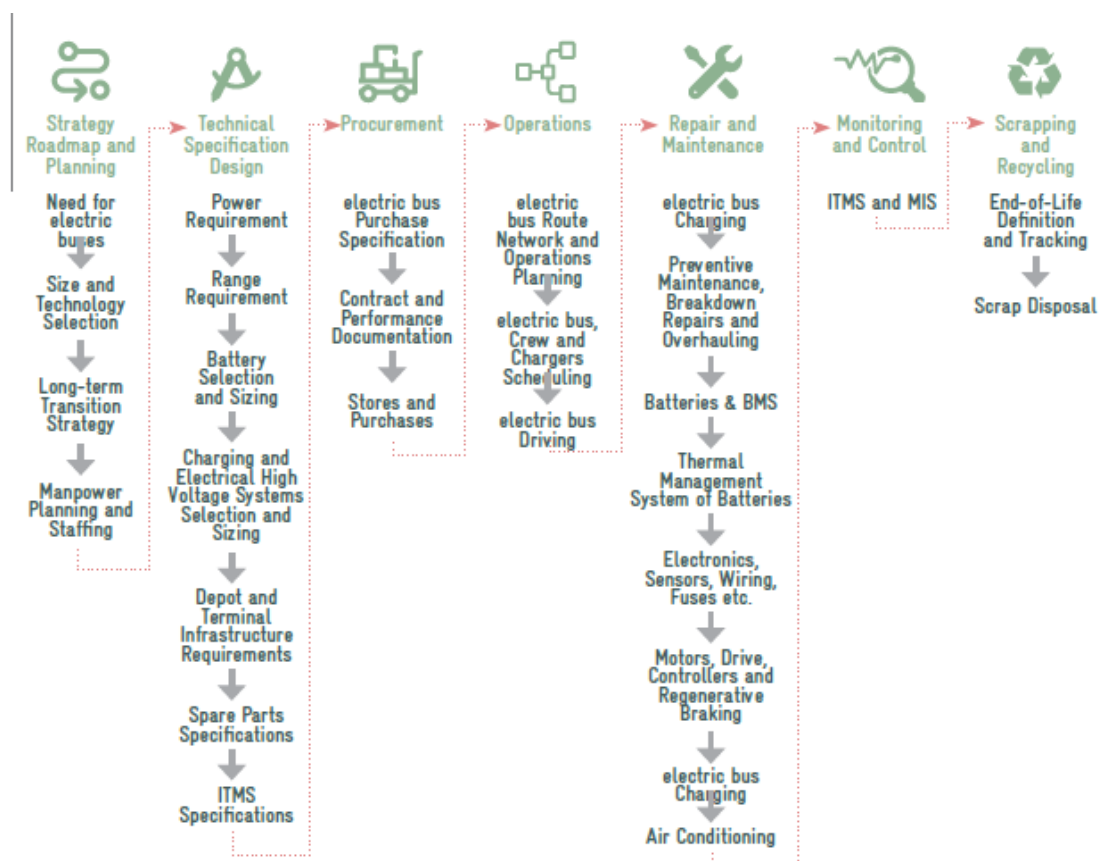 Strategy
Roadmap and
Planning
Need for
electric
buses
Size and
Technology
Selection
Long-term
Transition
Strategy
Manpower
Planning and
Staffing
Technical
Specification
Design
Power
Requirement
Range
Requirement
Battery
Selection
and Sizing
Charging and
Electrical High
Voltage Systems
Selection and
Sizing
Depot and
Terminal
Infrastructure
Requirements
Spare Parts
Specifications
ITMS
Specifications
Procurement
electric bus
Purchase
Specification
Contract and
Performance
Documentation
Stores and
Purchases
Operations
electric
bus Route
Network and
Operations
Planning
electric bus,
Crew and
Chargers
Scheduling
electric bus
Driving
Repair and
Maintenance
electric bus
Charging
Preventive
Maintenance,
Breakdown
Repairs and
Overhauling
Batteries & BMS
Thermal
Management
System of Batteries
Electronics,
Sensors, Wiring,
Fuses etc.
Motors, Drive,
Controllers and
Regenerative
Braking
electric bus
Charging
Air Conditioning
Monitoring
and Control
ITMS and MIS
Scrapping
and
Recycling
End-of-Life
Definition
and Tracking
Scrap Disposal